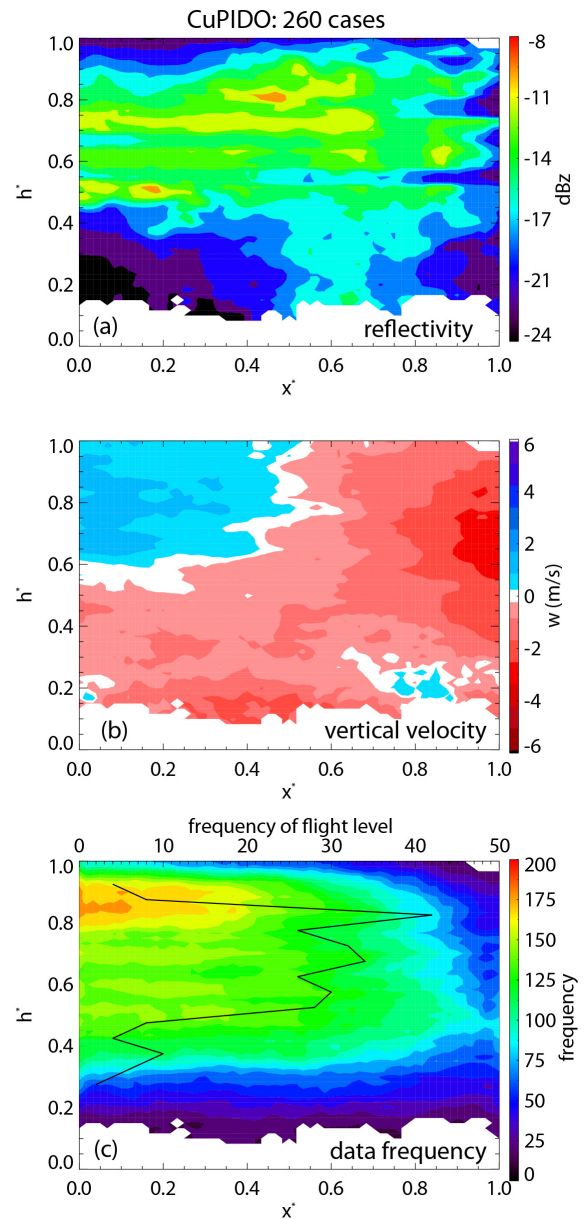 CuPIDO: 260 cases
1.0
0.8
0.6
0.4
0.2
0.0
h*
(a)
reflectivity
0.0 0.2 0.4 0.6 0.8 1.0
x*
-8
-11
-14
-17
-21
-24
dBz
1.0
0.8
0.6
0.4
0.2
0.0
h*
(b)
vertical velocity
0.0 0.2 0.4 0.6 0.8 1.0
x*
6
4
2
0
-2
-4
-6
w (m/s)
frequency of flight level
0 10 20 30 40 50
1.0
0.8
0.6
0.4
0.2
0.0
h*
(c)
data frequency
0.0 0.2 0.4 0.6 0.8 1.0
x*
200
175
150
125
100
75
50
25
0
frequency